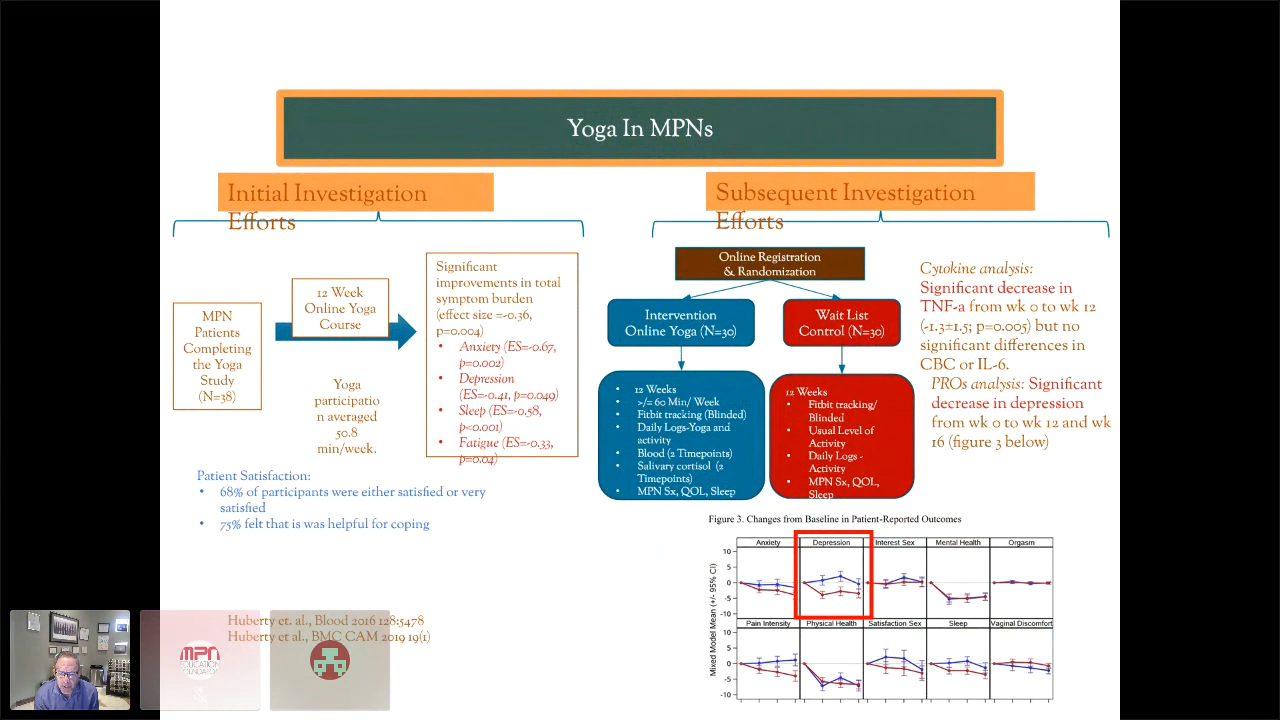 Yoga In MPNs
Initial Investigation
Efforts
Subsequent Investigation
Efforts
MPN
Patients
Completing
the Yoga
Study
(N=38)
12 Week
Online Yoga
Course
Yoga
participatio
n averaged
50.8
min/week.
Significant
improvements in total
symptom burden
(effect size =-0.36,
p=0.004)
• Anxiety (ES=-0.67,
p=0.002)
• Depression
(ES=-0.41, p=0.049)
• Sleep (ES=-0.58,
p<0.001)
• Fatigue (ES=-0.33,
p=0.04)
Patient Satisfaction:
• 68% of participants were either satisfied or very
satisfied
• 75% felt that is was helpful for coping
Huberty et. al., Blood 2016 128:5478
Huberty et al., BMC CAM 2019 19(1)
MPN
EDUCATION
FOUNDATION
Online Registration
& Randomization
Intervention
Online Yoga (N=30)
Wait List
Control (N=30)
• 12 Weeks
• >/= 60 Min/ Week
• Fitbit tracking (Blinded)
• Daily Logs-Yoga and
activity
• Blood (2 Timepoints)
• Salivary cortisol (2
Timepoints)
• MPN Sx, QOL, Sleep
12 Weeks
• Fitbit tracking/
Blinded
• Usual Level of
Activity
• Daily Logs -
Activity
• MPN Sx, QOL,
Sleep
Cytokine analysis:
Significant decrease in
TNF-a from wk 0 to wk 12
(-1.3±1.5; p=0.005) but no
significant differences in
CBC or IL-6.
PROs analysis: Significant
decrease in depression
from wk 0 to wk 12 and wk
16 (figure 3 below)
Figure 3. Changes from Baseline in Patient-Reported Outcomes
Mixed Model Mean (+/- 95% CI)
Anxiety Depression Interest Sex Mental Health Orgasm
10
5
0
-5
-10
Pain Intensity Physical Health Satisfaction Sex Sleep Vaginal Discomfort
10
0
-10